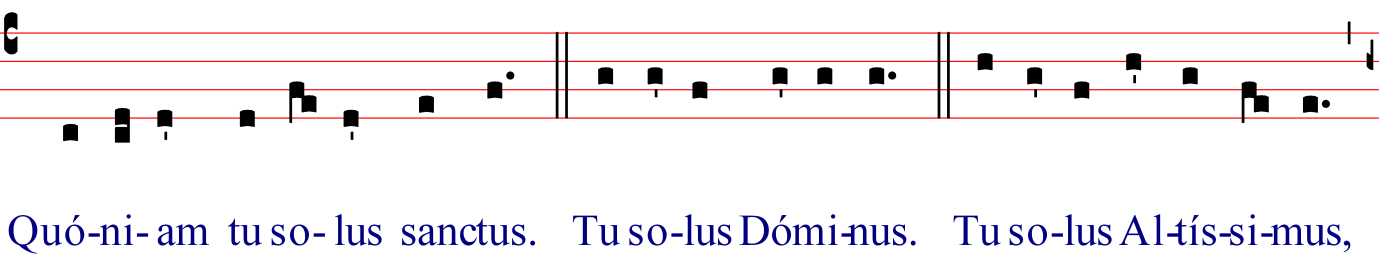 Quó-ni-am tu so-lus sanctus. Tu so-lus Dómi-nus. Tu so-lus Al-tís-si-mus,